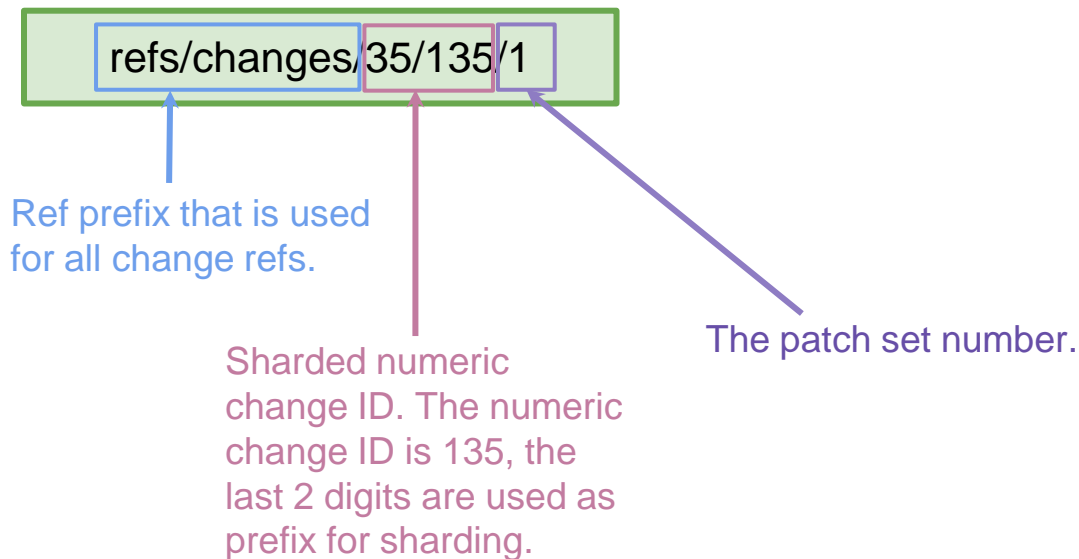 refs/changes/35/135/1
Ref prefix that is used
for all change refs.
Sharded numeric
change ID. The numeric
change ID is 135, the
last 2 digits are used as
prefix for sharding.
The patch set number.